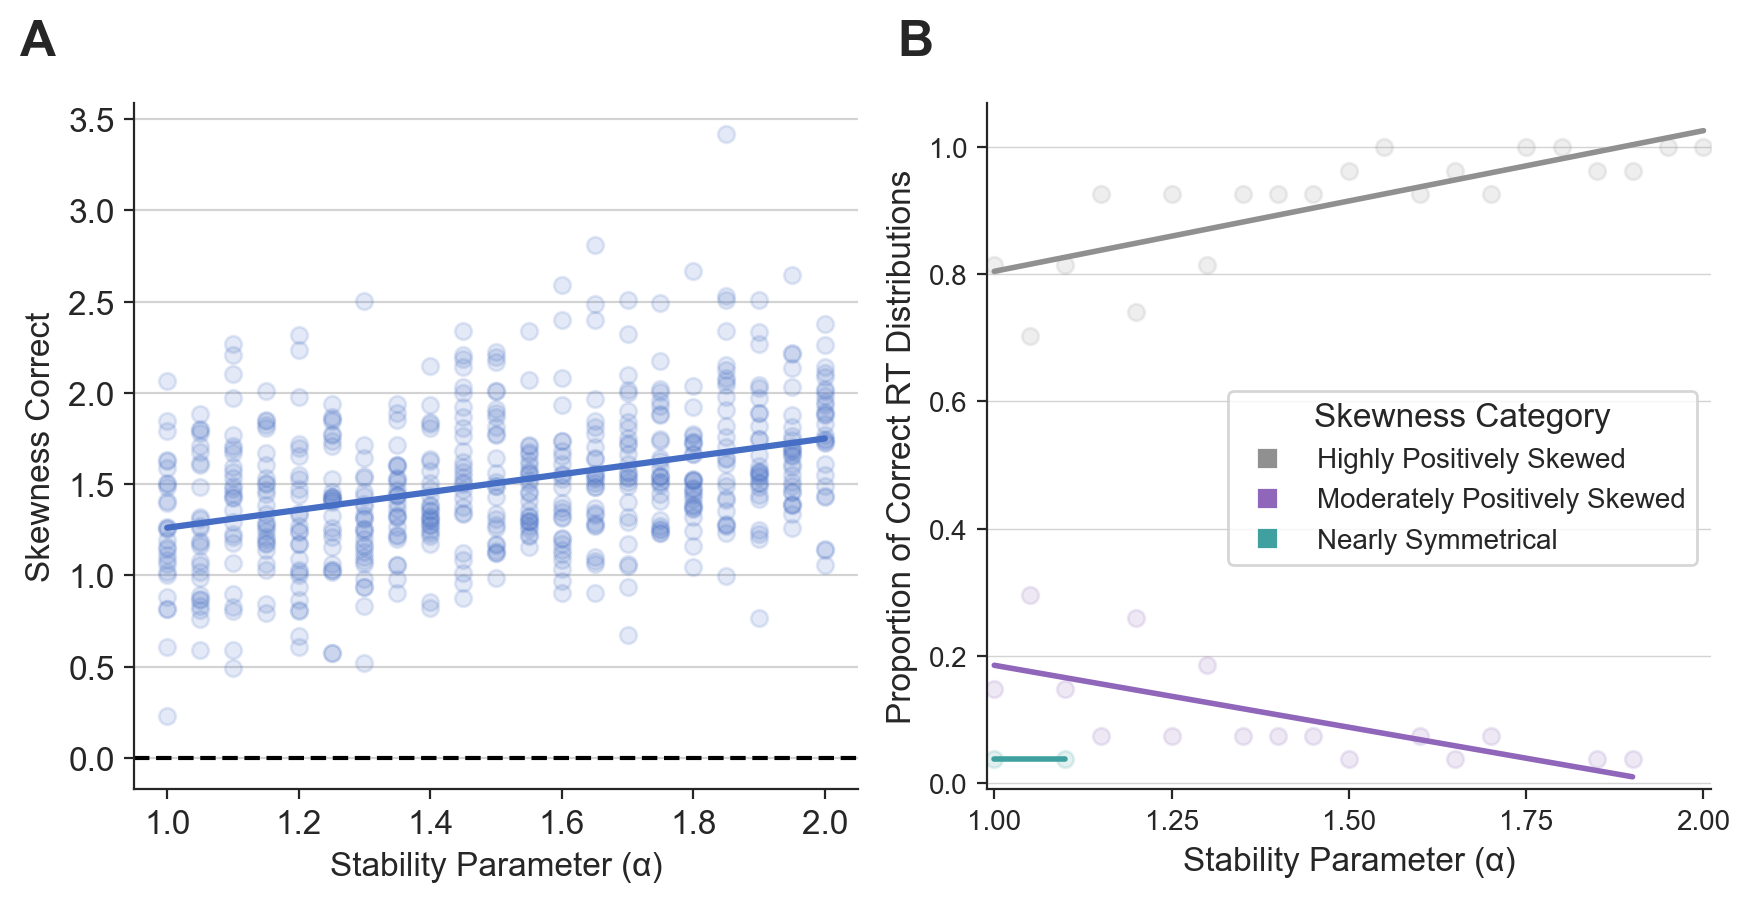 A
3.5
3.0
2.5
2.0
1.5
1.0
0.5
0.0
Skewness Correct
1.0 1.2 1.4 1.6 1.8 2.0
Stability Parameter (α)
B
1.0
0.8
0.6
0.4
0.2
0.0
Proportion of Correct RT Distributions
Skewness Category
Highly Positively Skewed
Moderately Positively Skewed
Nearly Symmetrical
1.00 1.25 1.50 1.75 2.00
Stability Parameter (α)